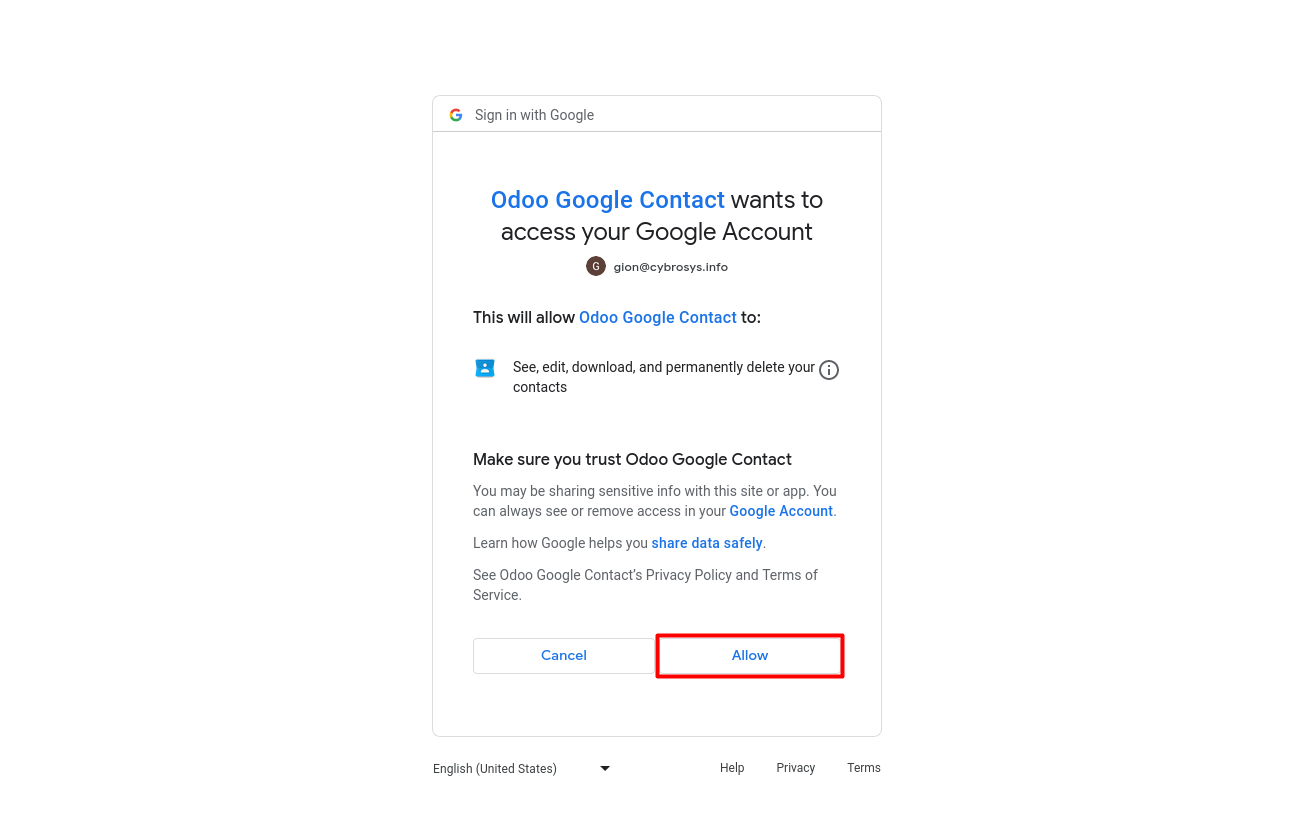 Sign in with Google
Odoo Google Contact wants to
access your Google Account
G gion@cybrosys.info
This will allow Odoo Google Contact to:
See, edit, download, and permanently delete your
contacts
Make sure you trust Odoo Google Contact
You may be sharing sensitive info with this site or app. You
can always see or remove access in your Google Account.
Learn how Google helps you share data safely.
See Odoo Google Contact’s Privacy Policy and Terms of
Service.
Cancel Allow
English (United States) Help Privacy Terms